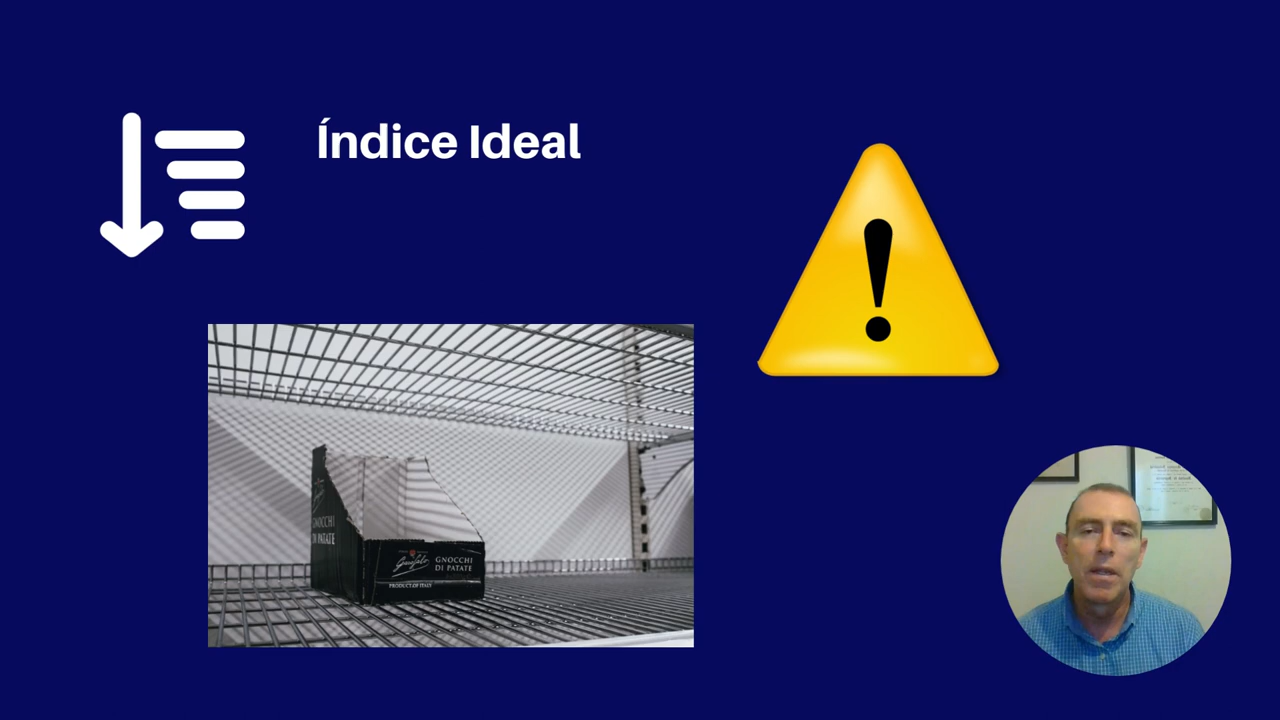 Índice Ideal
GNOCCHI
DI PATATE
Garofalo
GNOCCHI
DI PATATE
PRODUCT OF ITALY